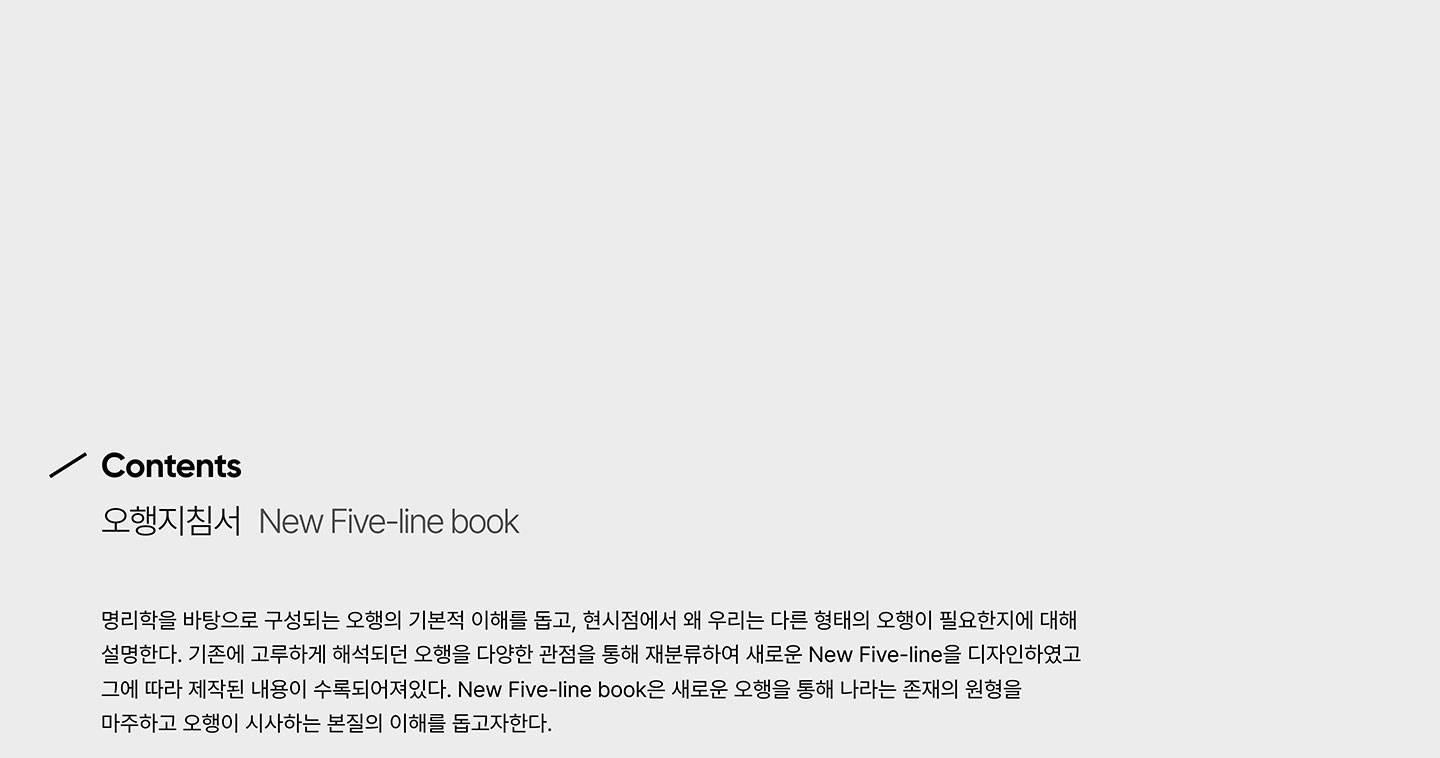 Contents
오행지침서 New Five-line book
명리학을 바탕으로 구성되는 오행의 기본적 이해를 돕고, 현시점에서 왜 우리는 다른 형태의 오행이 필요한지에 대해
설명한다. 기존에 고루하게 해석되던 오행을 다양한 관점을 통해 재분류하여 새로운 New Five-line을 디자인하였고
그에 따라 제작된 내용이 수록되어져있다. New Five-line book은 새로운 오행을 통해 나라는 존재의 원형을
마주하고 오행이 시사하는 본질의 이해를 돕고자한다.